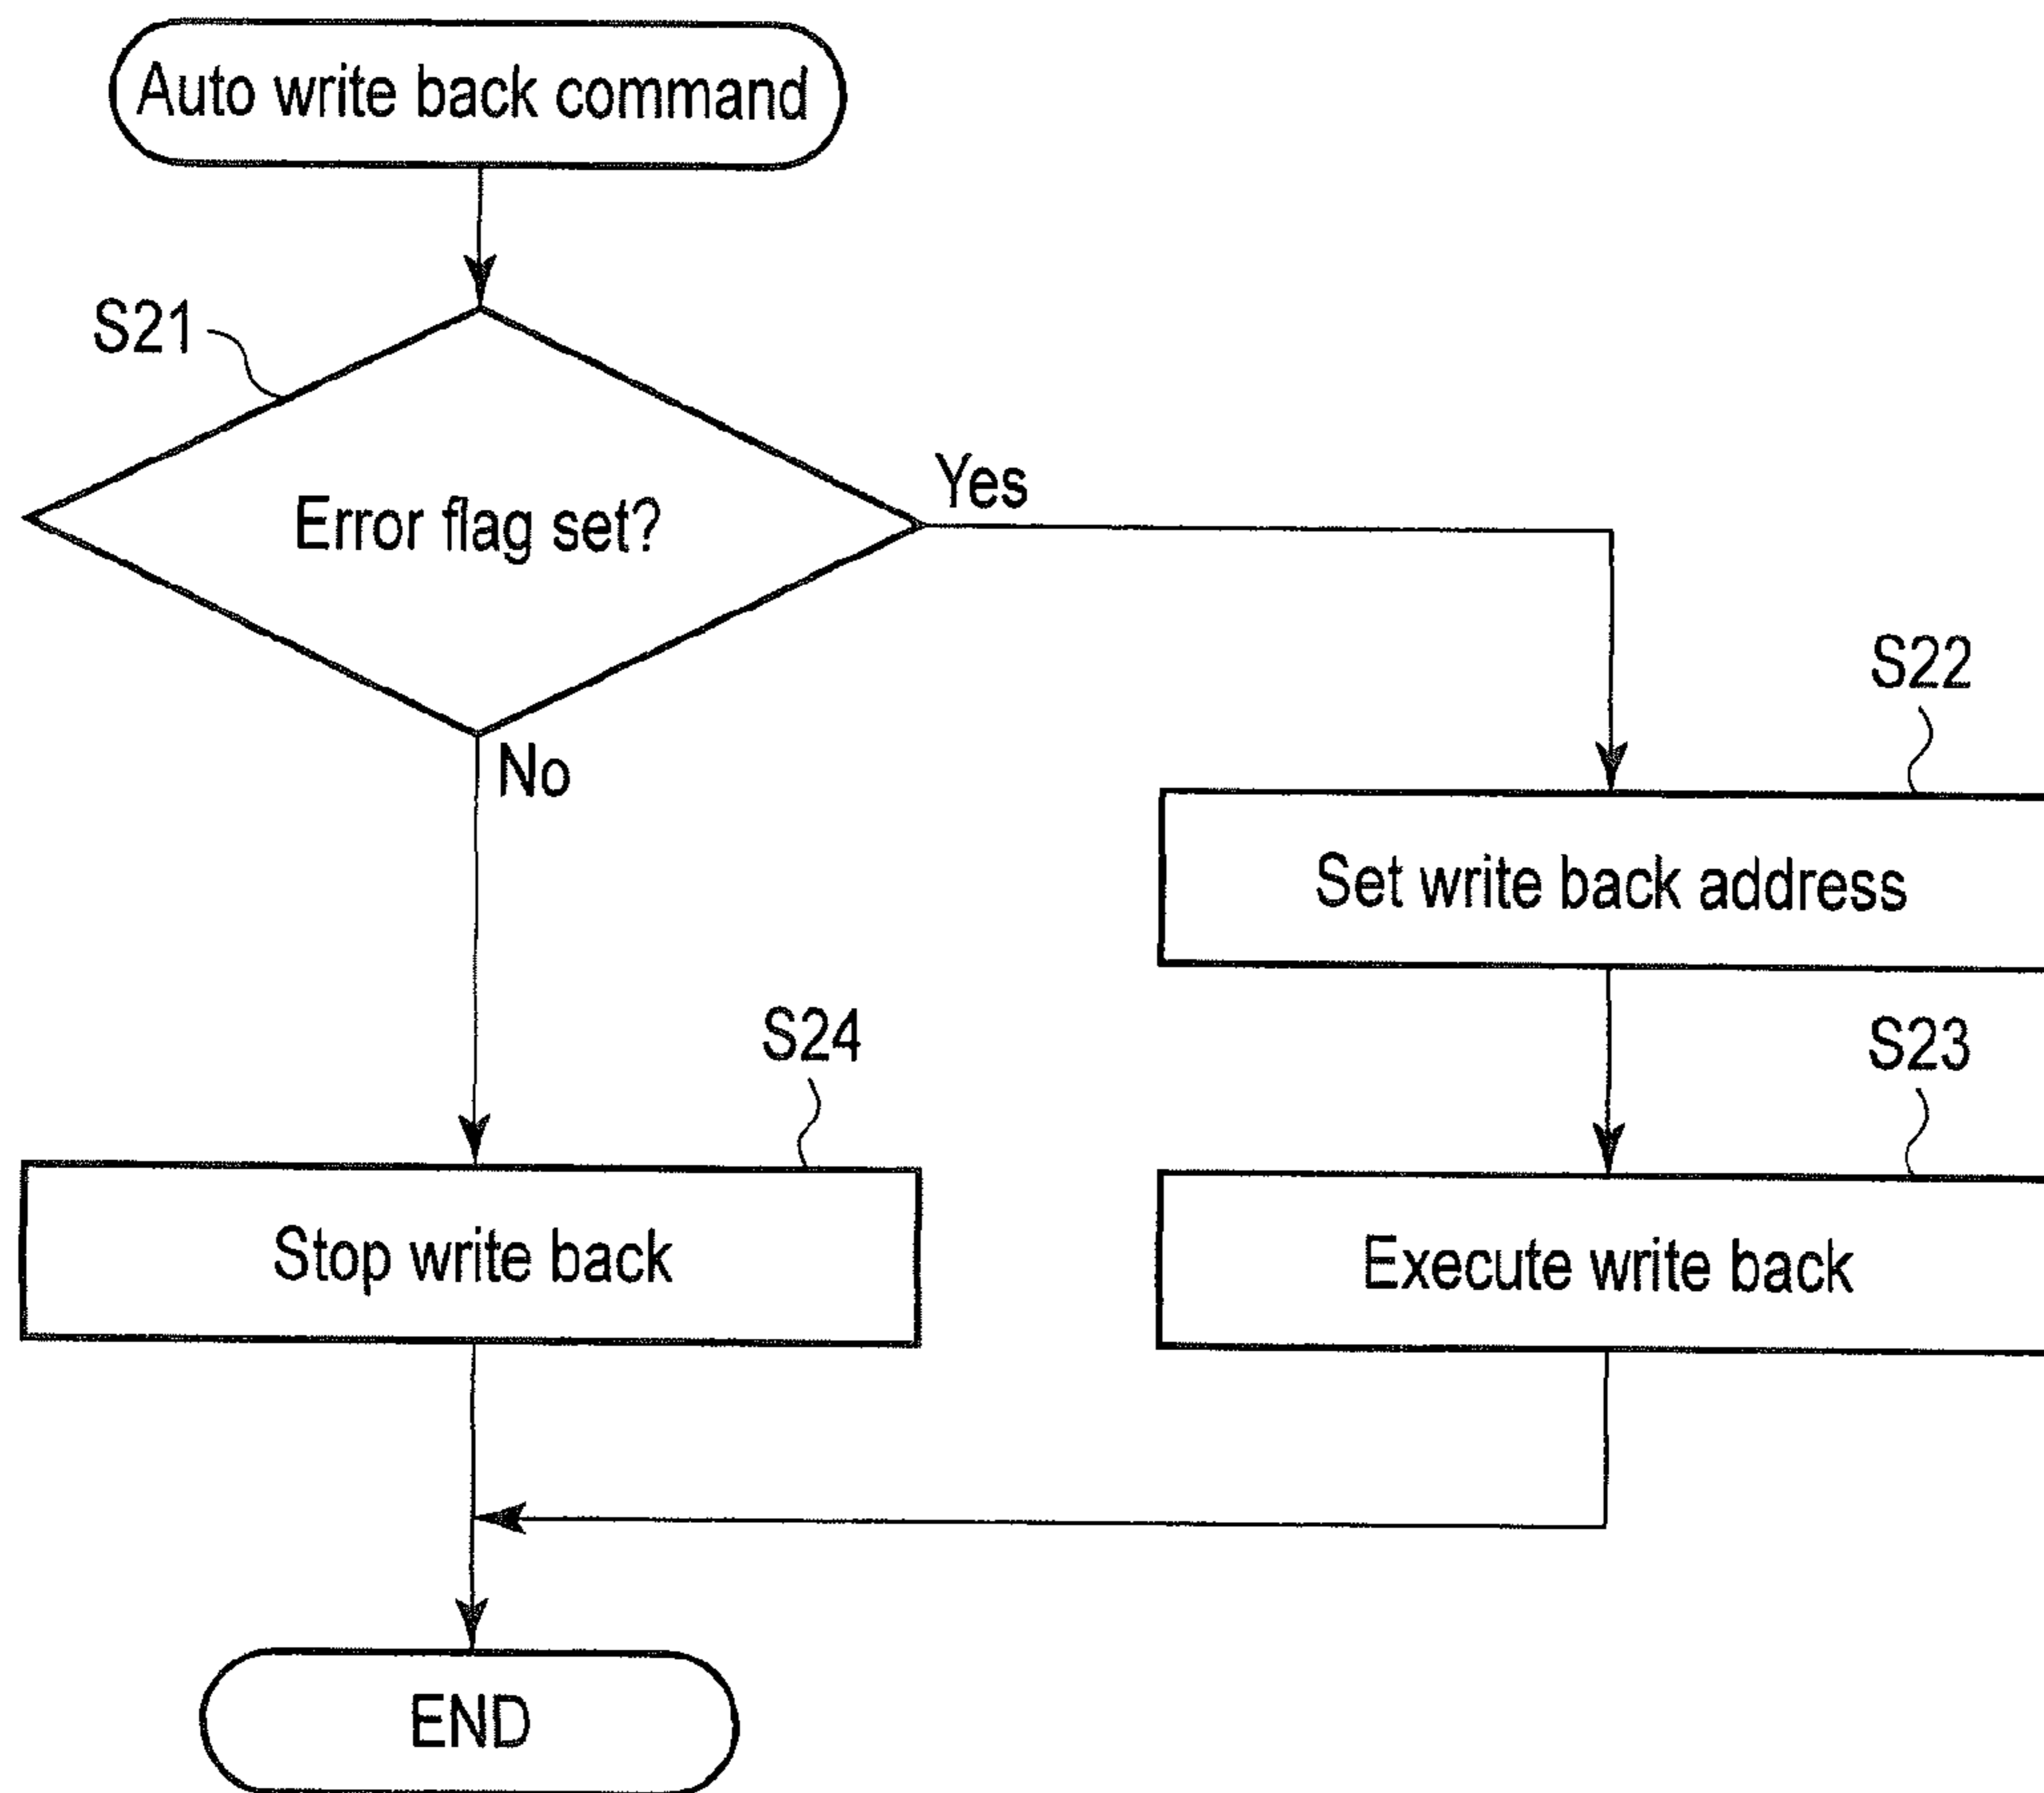 Auto write back command
S21
Error flag set?
Yes
No
S22
Set write back address
S24
S23
Stop write back
Execute write back
END